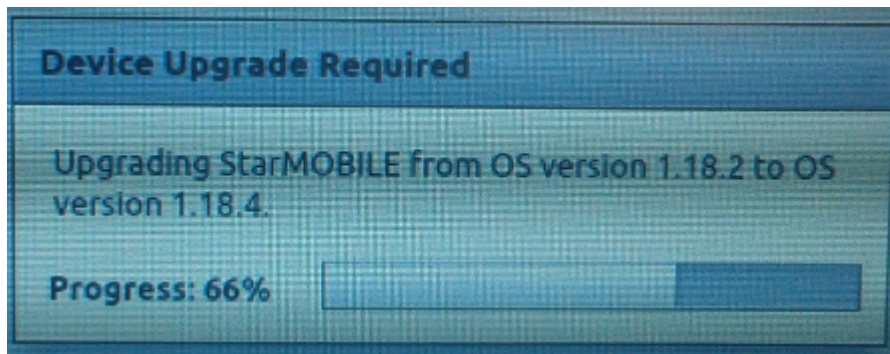 Device Upgrade Required
Upgrading StarMOBILE from OS version 1.18.2 to OS
version 1.18.4.
Progress: 66%